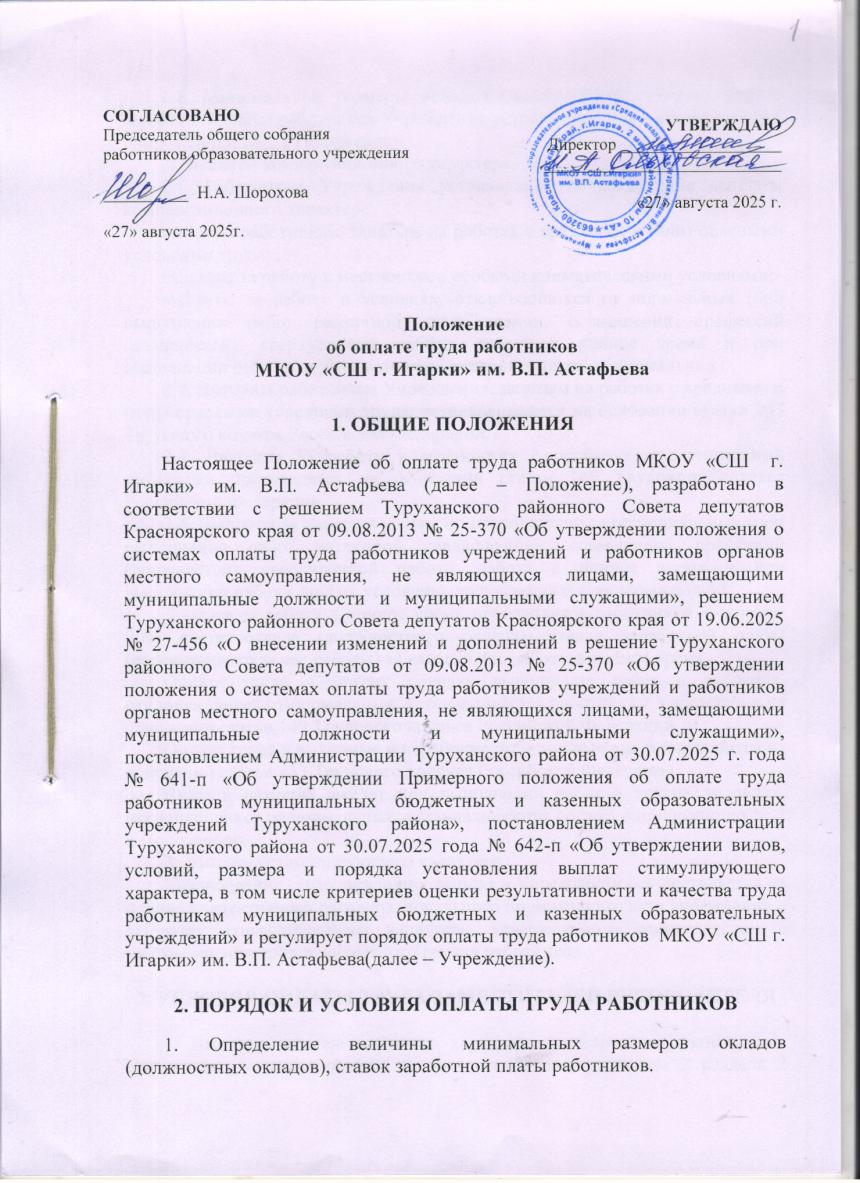 1
СОГЛАСОВАНО
Председатель общего собрания
работников образовательного учреждения
Н.А. Шорохова
«27» августа 2025г.
УТВЕРЖДАЮ
Директор
МКОУ «СШ г.Игарки»
им. В.П. Астафьева
«27» августа 2025 г.
Положение
об оплате труда работников
МКОУ «СШ г. Игарки» им. В.П. Астафьева
1. ОБЩИЕ ПОЛОЖЕНИЯ
Настоящее Положение об оплате труда работников МКОУ «СШ г.
Игарки» им. В.П. Астафьева (далее – Положение), разработано в
соответствии с решением Туруханского районного Совета депутатов
Красноярского края от 09.08.2013 № 25-370 «Об утверждении положения о
системах оплаты труда работников учреждений и работников органов
местного самоуправления, не являющихся лицами, замещающими
муниципальные должности и муниципальными служащими», решением
Туруханского районного Совета депутатов Красноярского края от 19.06.2025
№ 27-456 «О внесении изменений и дополнений в решение Туруханского
районного Совета депутатов от 09.08.2013 № 25-370 «Об утверждении
положения о системах оплаты труда работников учреждений и работников
органов местного самоуправления, не являющихся лицами, замещающими
муниципальные должности и муниципальными служащими»,
постановлением Администрации Туруханского района от 30.07.2025 г. года
№ 641-п «Об утверждении Примерного положения об оплате труда
работников муниципальных бюджетных и казенных образовательных
учреждений Туруханского района», постановлением Администрации
Туруханского района от 30.07.2025 года № 642-п «Об утверждении видов,
условий, размера и порядка установления выплат стимулирующего
характера, в том числе критериев оценки результативности и качества труда
работникам муниципальных бюджетных и казенных образовательных
учреждений» и регулирует порядок оплаты труда работников МКОУ «СШ г.
Игарки» им. В.П. Астафьева(далее – Учреждение).
2. ПОРЯДОК И УСЛОВИЯ ОПЛАТЫ ТРУДА РАБОТНИКОВ
1. Определение величины минимальных размеров окладов
(должностных окладов), ставок заработной платы работников.